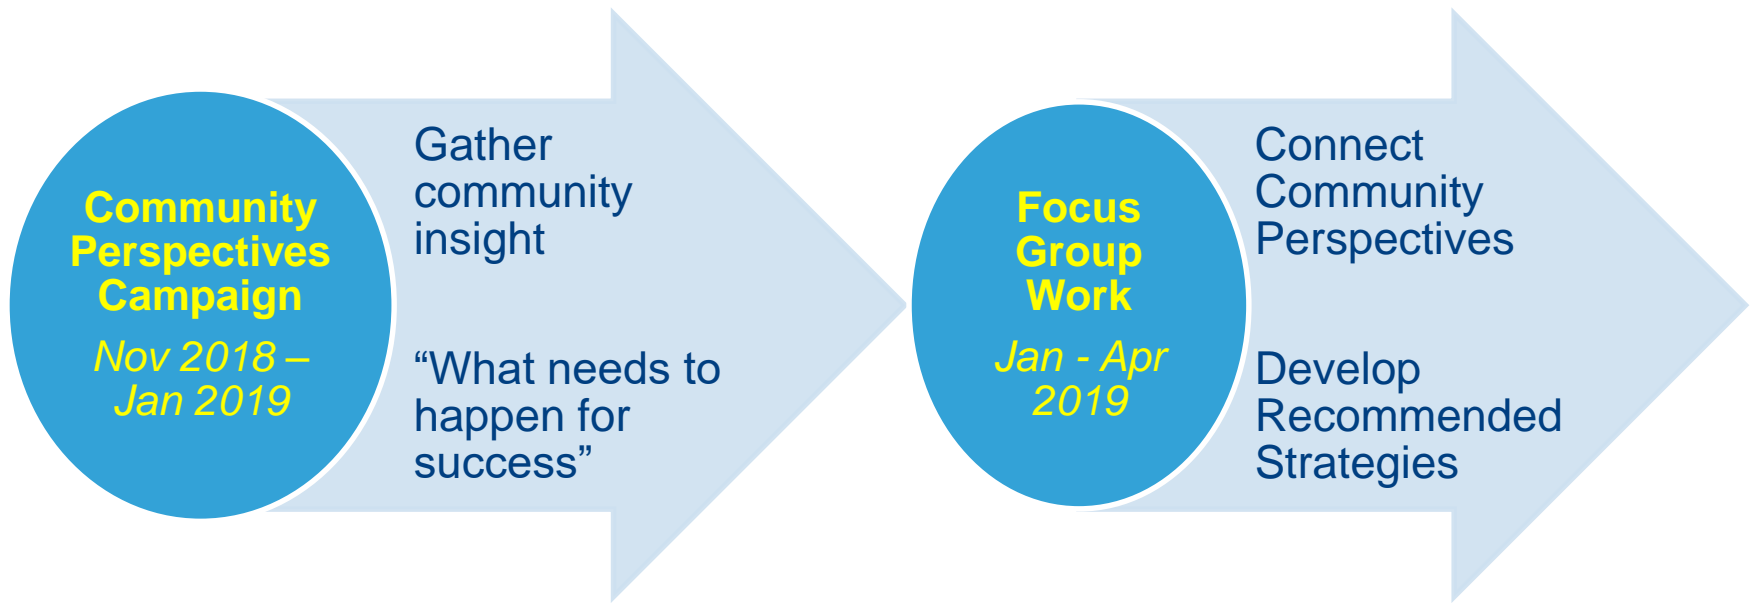 Community
Perspectives
Campaign
Nov 2018 –
Jan 2019
Gather
community
insight
“What needs to
happen for
success”
Focus
Group
Work
Jan - Apr
2019
Connect
Community
Perspectives
Develop
Recommended
Strategies